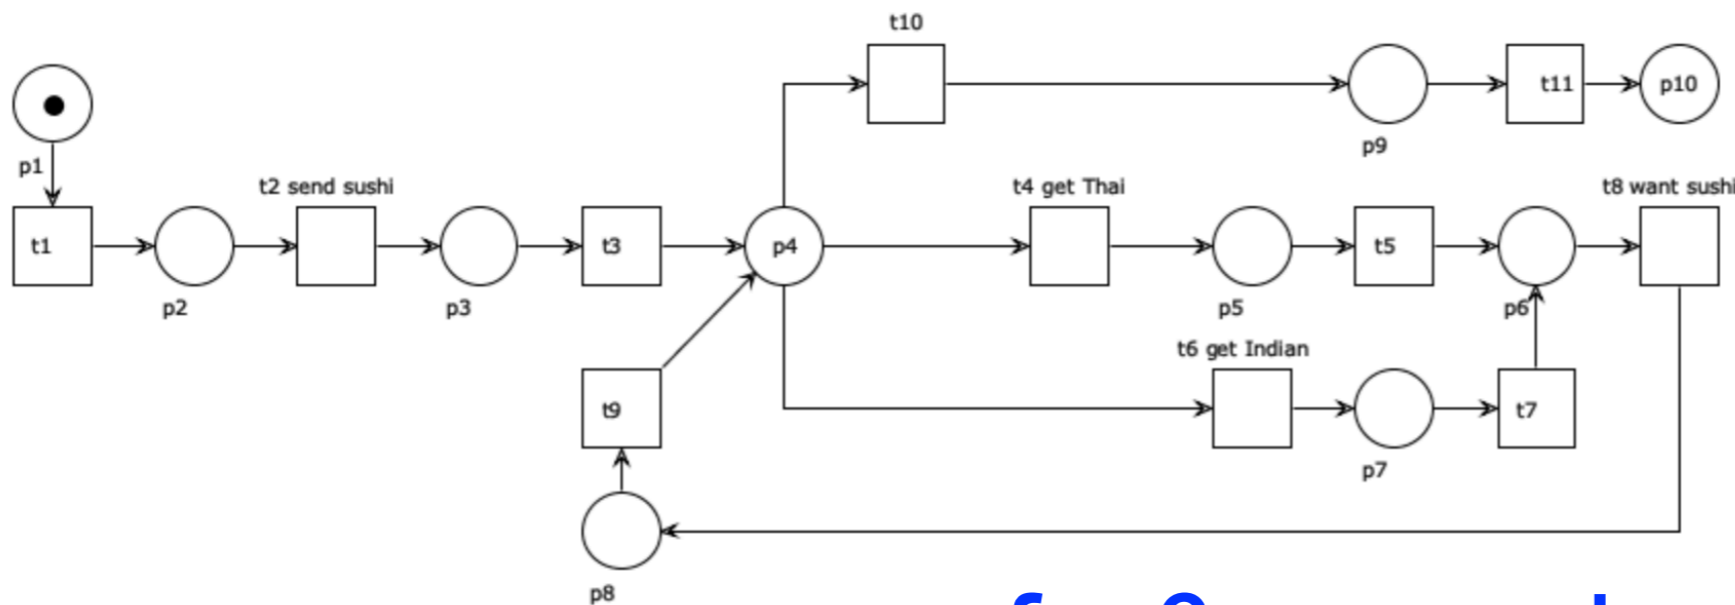 t10
t11
p10
p1
p9
t2 send sushi
t4 get Thai
t8 want sushi
t1
t3
p4
t5
p2
p3
p5
p6
t6 get Indian
t9
t7
p7
p8